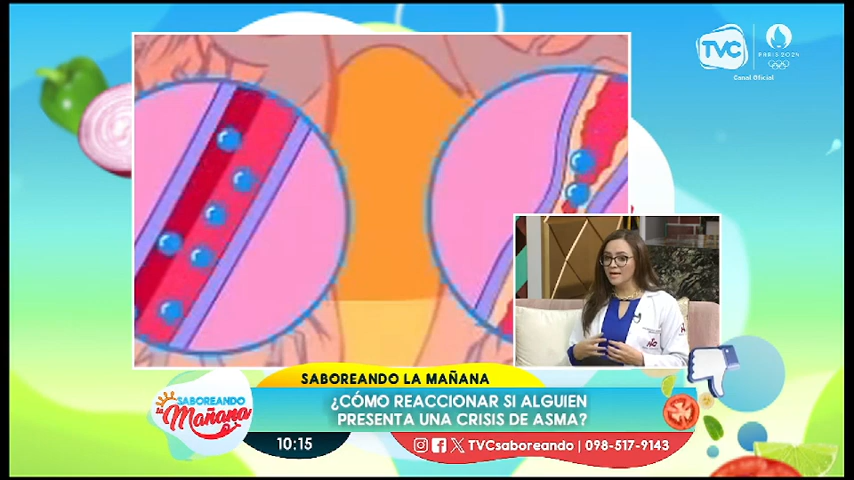 TVC
PARIS 2024
Canal Oficial
SABOREANDO LA MAÑANA
SABOREANDO
la Mañana
¿CÓMO REACCIONAR SI ALGUIEN
PRESENTA UNA CRISIS DE ASMA?
10:15
TVCsaboreando | 098-517-9143